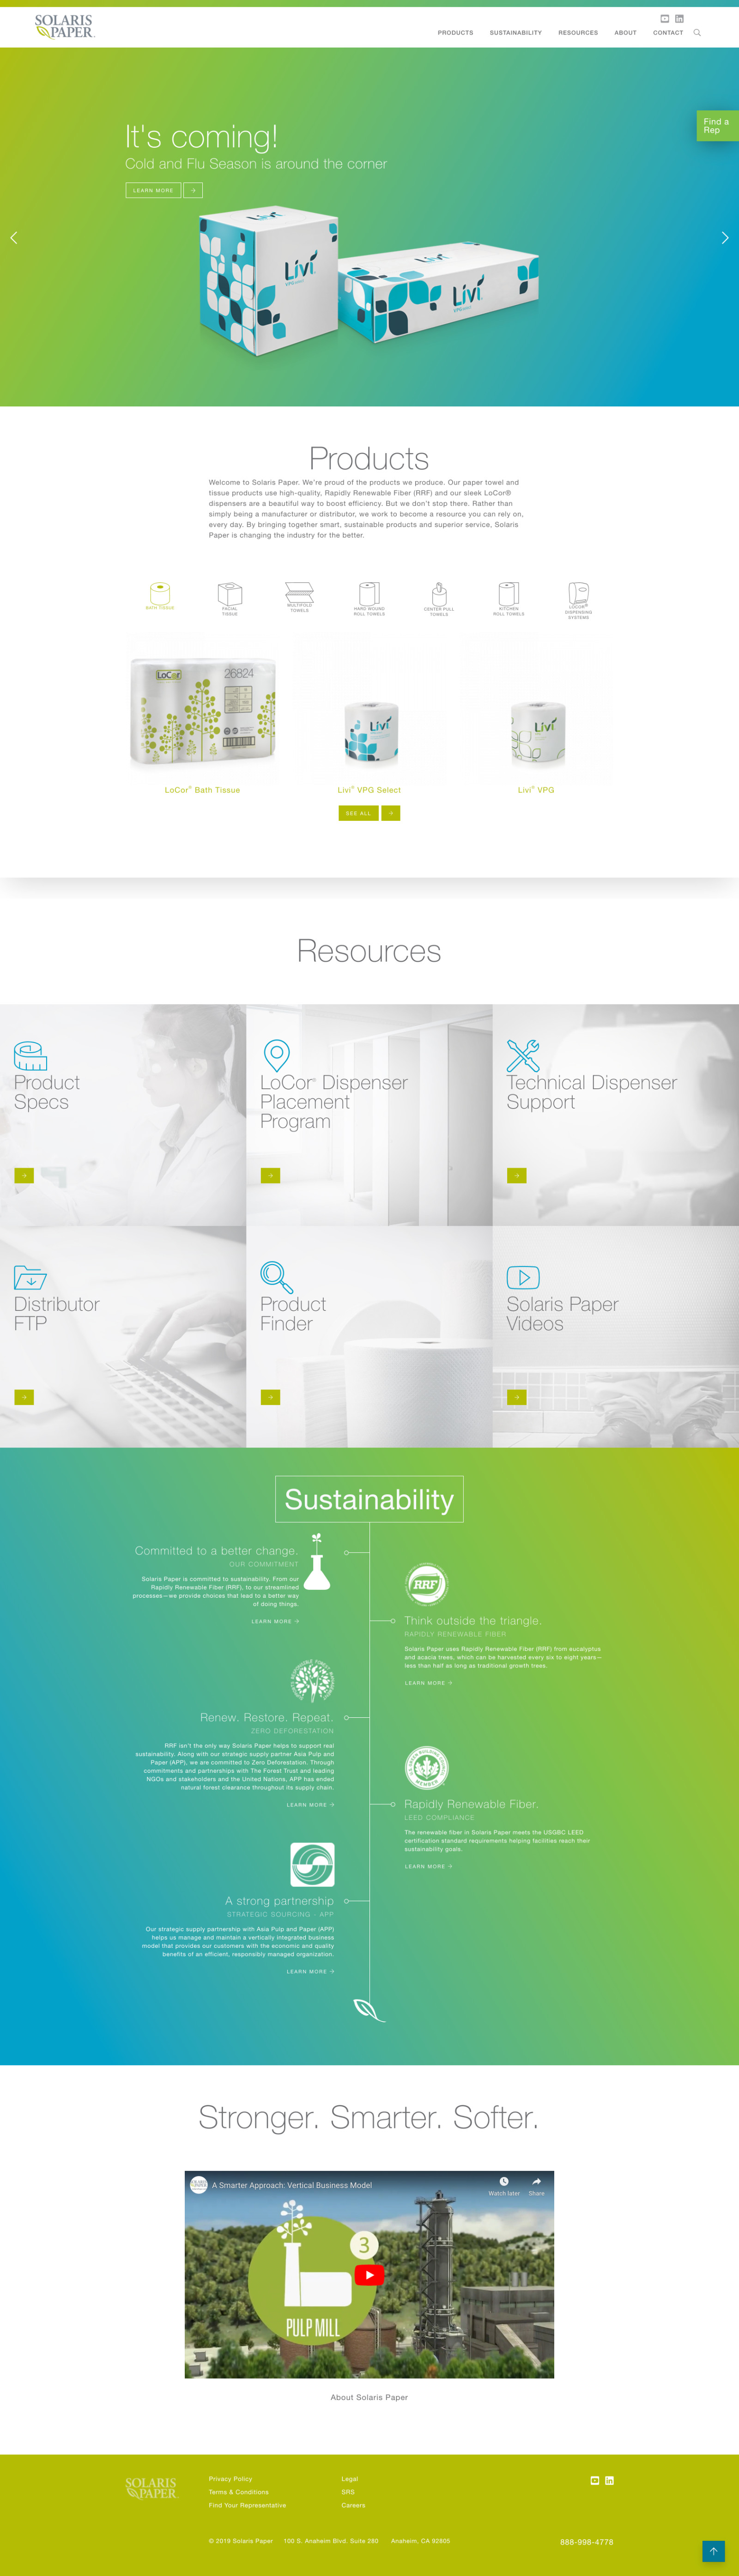 SOLARIS
PAPER.
PRODUCTS SUSTAINABILITY RESOURCES ABOUT CONTACT
Find a
Rep
It's coming!
Cold and Flu Season is around the corner
LEARN MORE
Livi
VPG select
Livi
VPG select
Products
Welcome to Solaris Paper. We're proud of the products we produce. Our paper towel and
tissue products use high-quality, Rapidly Renewable Fiber (RRF) and our sleek LoCor®
dispensers are a beautiful way to boost efficiency. But we don't stop there. Rather than
simply being a manufacturer or distributor, we work to become a resource you can rely on,
every day. By bringing together smart, sustainable products and superior service, Solaris
Paper is changing the industry for the better.
BATH TISSUE
FACIAL
TISSUE
MULTIFOLD
TOWELS
HARD WOUND
ROLL TOWELS
CENTER PULL
TOWELS
KITCHEN
ROLL TOWELS
LOCOR®
DISPENSING
SYSTEMS
LoCor
26824
Livi
Livi
LoCor® Bath Tissue
Livi® VPG Select
Livi® VPG
SEE ALL
Resources
Product
Specs
LoCor® Dispenser
Placement
Program
Technical Dispenser
Support
Distributor
FTP
Product
Finder
Solaris Paper
Videos
Sustainability
Committed to a better change.
OUR COMMITMENT
Solaris Paper is committed to sustainability. From our
Rapidly Renewable Fiber (RRF), to our streamlined
processes—we provide choices that lead to a better way
of doing things.
LEARN MORE
RRF
Think outside the triangle.
RAPIDLY RENEWABLE FIBER
Solaris Paper uses Rapidly Renewable Fiber (RRF) from eucalyptus
and acacia trees, which can be harvested every six to eight years—
less than half as long as traditional growth trees.
LEARN MORE
Renew. Restore. Repeat.
ZERO DEFORESTATION
RRF isn't the only way Solaris Paper helps to support real
sustainability. Along with our strategic supply partner Asia Pulp and
Paper (APP), we are committed to Zero Deforestation. Through
commitments and partnerships with The Forest Trust and leading
NGOs and stakeholders and the United Nations, APP has ended
natural forest clearance throughout its supply chain.
LEARN MORE
MEMBER
Rapidly Renewable Fiber.
LEED COMPLIANCE
The renewable fiber in Solaris Paper meets the USGBC LEED
certification standard requirements helping facilities reach their
sustainability goals.
LEARN MORE
A strong partnership
STRATEGIC SOURCING - APP
Our strategic supply partnership with Asia Pulp and Paper (APP)
helps us manage and maintain a vertically integrated business
model that provides our customers with the economic and quality
benefits of an efficient, responsibly managed organization.
LEARN MORE
Stronger. Smarter. Softer.
A Smarter Approach: Vertical Business Model
Watch later
Share
3
PULP MILL
About Solaris Paper
SOLARIS
PAPER
Privacy Policy
Terms & Conditions
Find Your Representative
Legal
SRS
Careers
© 2019 Solaris Paper 100 S. Anaheim Blvd. Suite 280 Anaheim, CA 92805
888-998-4778